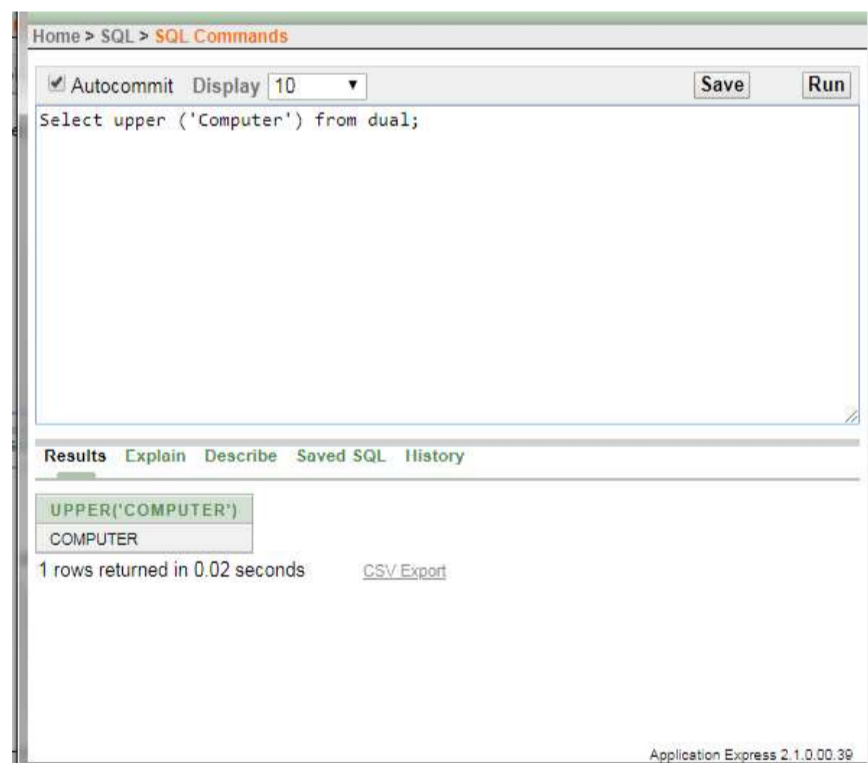 Home > SQL > SQL Commands
Autocommit Display 10 Save Run
Select upper ('Computer') from dual;
Results Explain Describe Saved SQL History
UPPER('COMPUTER')
COMPUTER
1 rows returned in 0.02 seconds CSV Export
Application Express 2.1.0.00.39